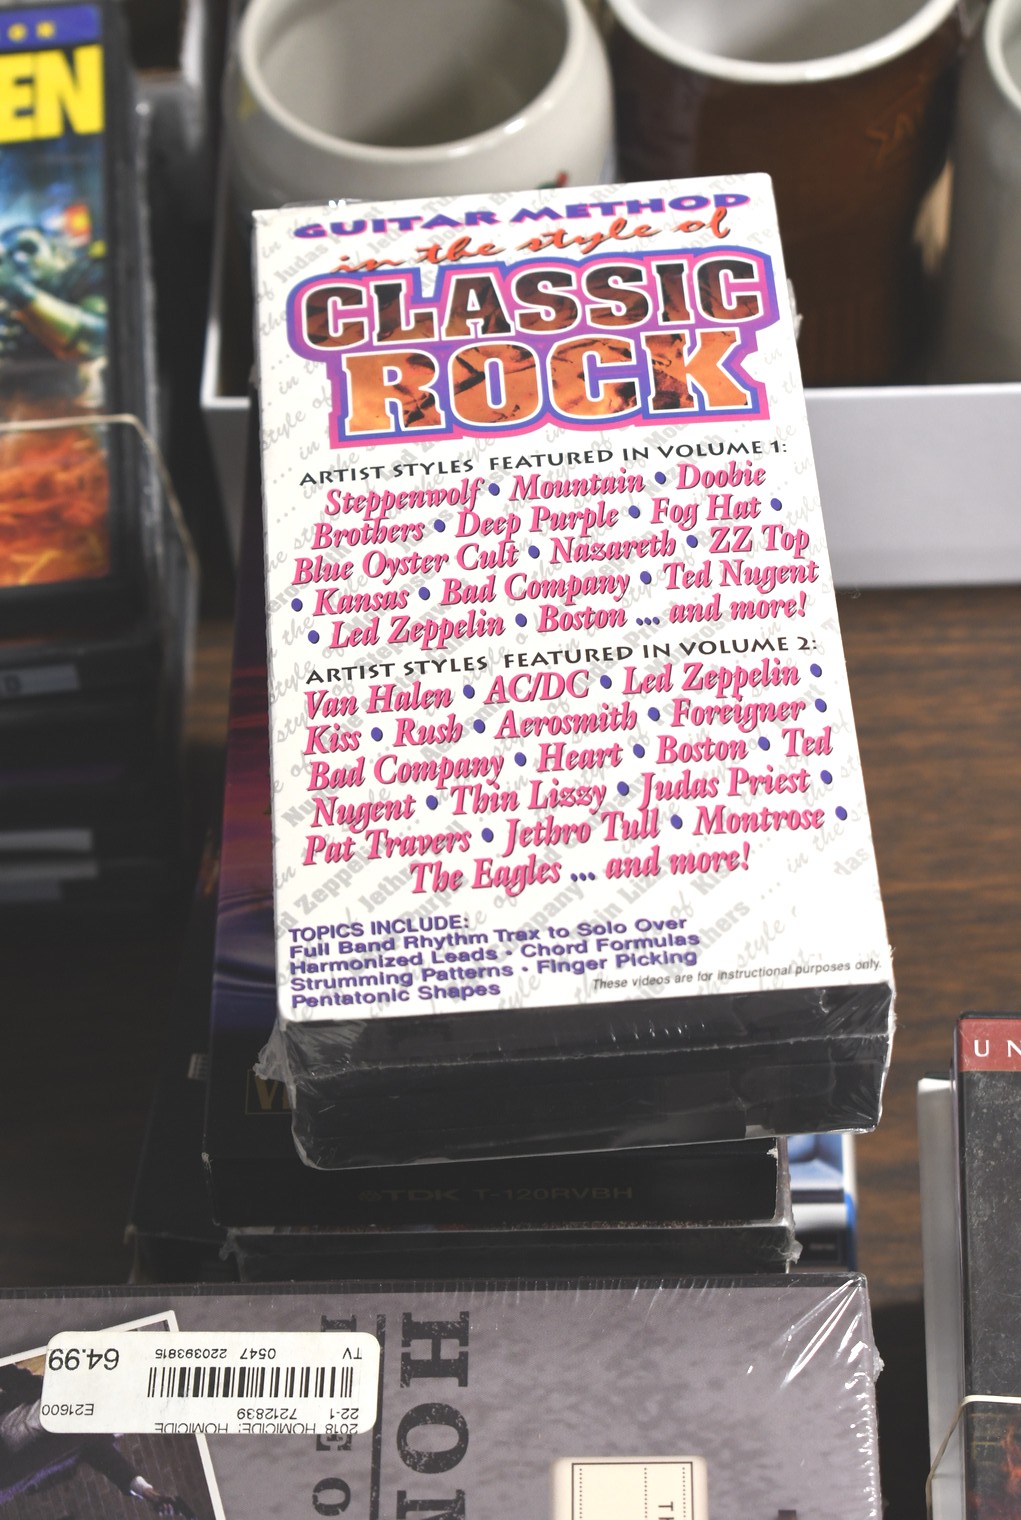 EN
GUITAR METHOD
in the style of
CLASSIC
ROCK
ARTIST STYLES FEATURED IN VOLUME 1:
Steppenwolf • Mountain • Doobie
Brothers • Deep Purple • Fog Hat •
Blue Oyster Cult • Nazareth • ZZ Top
• Kansas • Bad Company • Ted Nugent
• Led Zeppelin • Boston ... and more!
ARTIST STYLES FEATURED IN VOLUME 2:
Van Halen • AC/DC • Led Zeppelin •
Kiss • Rush • Aerosmith • Foreigner •
Bad Company • Heart • Boston • Ted
Nugent • Thin Lizzy • Judas Priest •
Pat Travers • Jethro Tull • Montrose •
The Eagles ... and more!
TOPICS INCLUDE:
Full Band Rhythm Trax to Solo Over
Harmonized Leads • Chord Formulas
Strumming Patterns • Finger Picking
Pentatonic Shapes
These videos are for instructional purposes only.
TDK T-120RVBH
U N
2018 HOMICIDE: HOMICIDE
22-1 7212839 E21600
TV 0547 220393815 64.99
HO